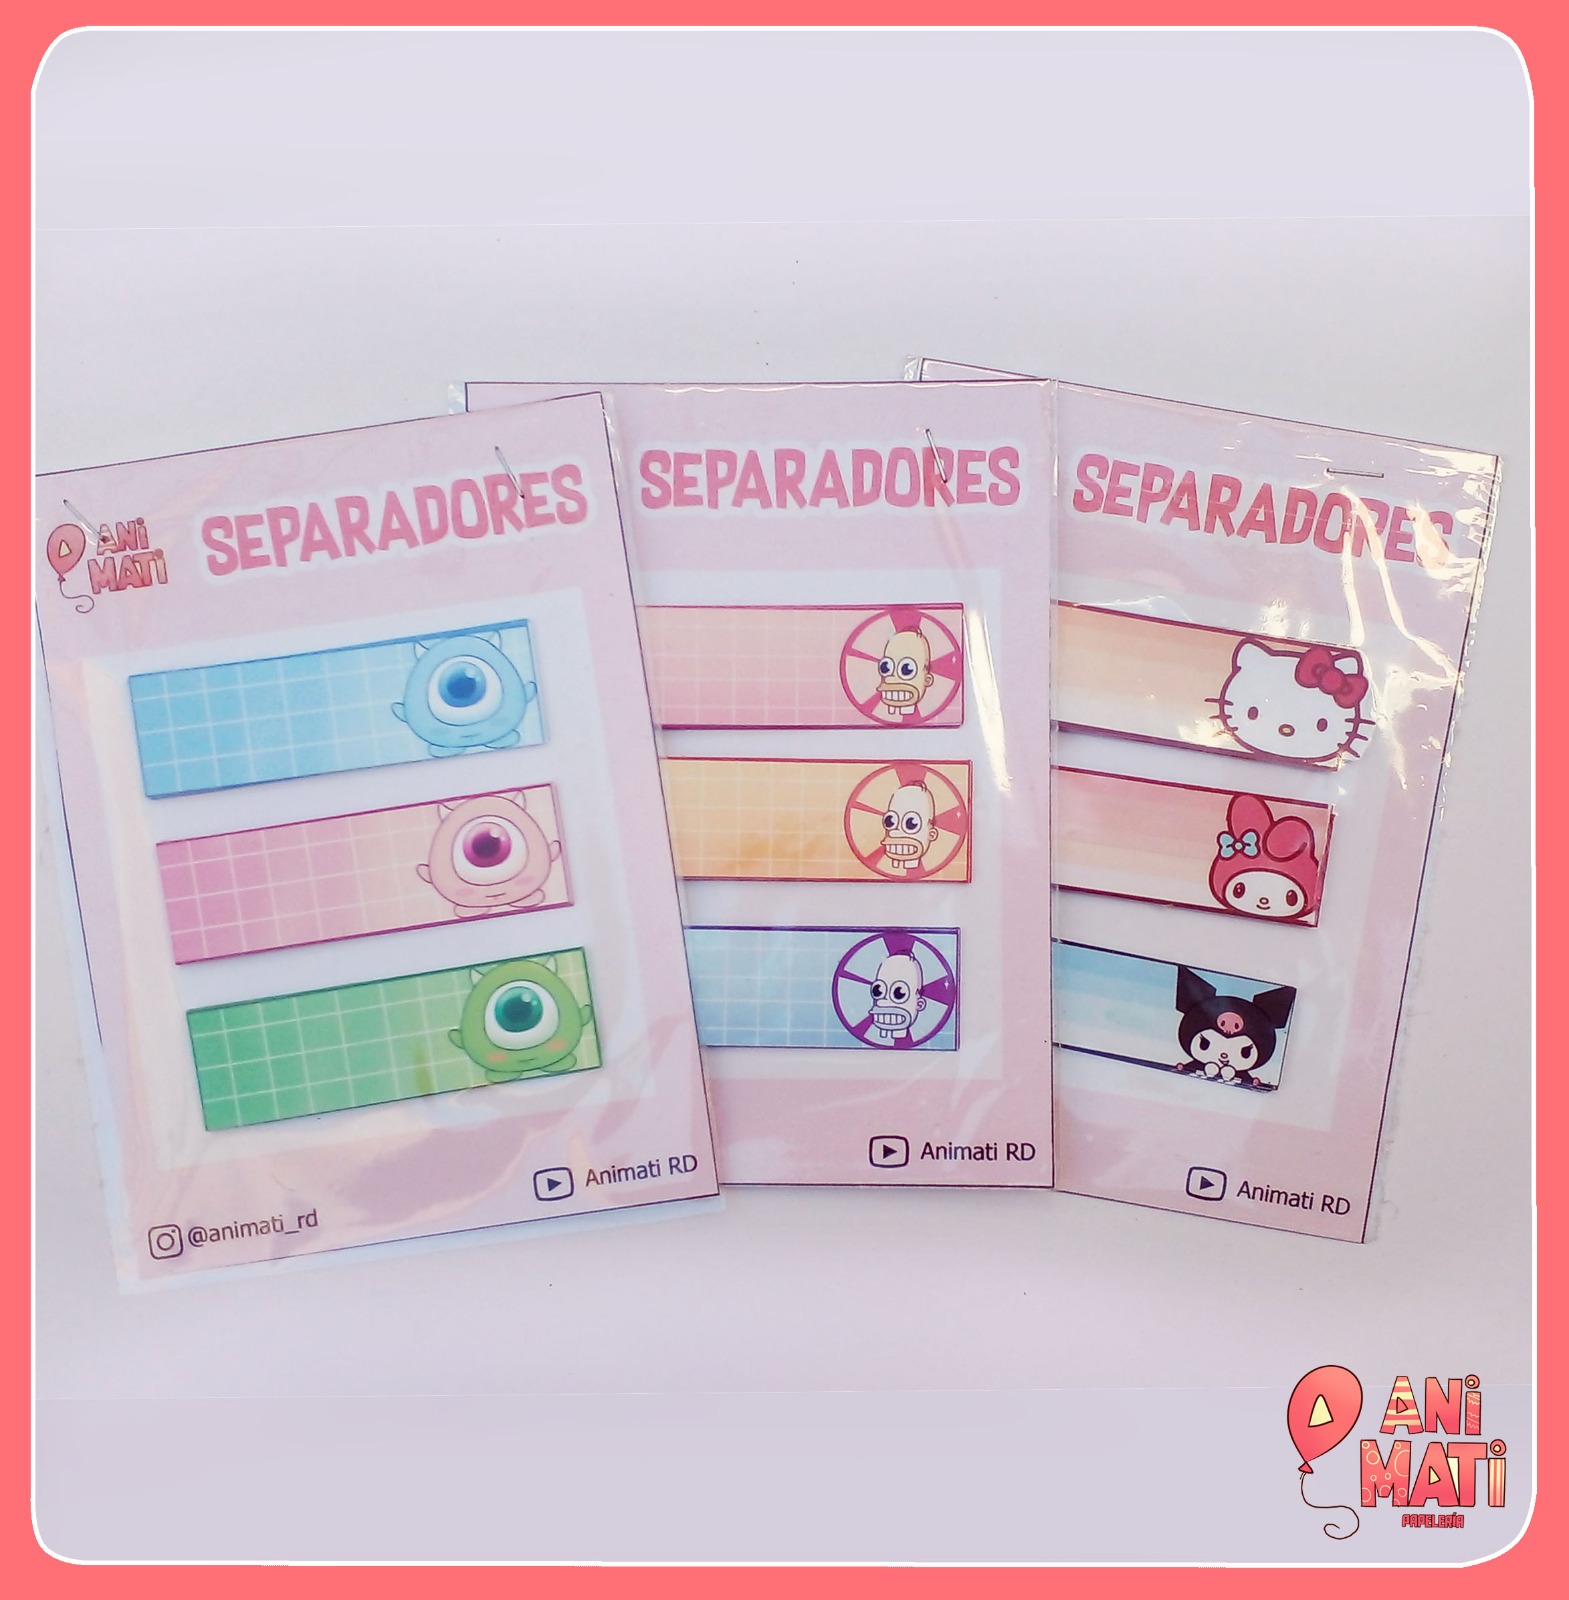 ANi
MATi
SEPARADORES
SEPARADORES
SEPARADORES
Animati RD
@animati_rd
Animati RD
Animati RD
ANi
MATi
PAPELERÍA